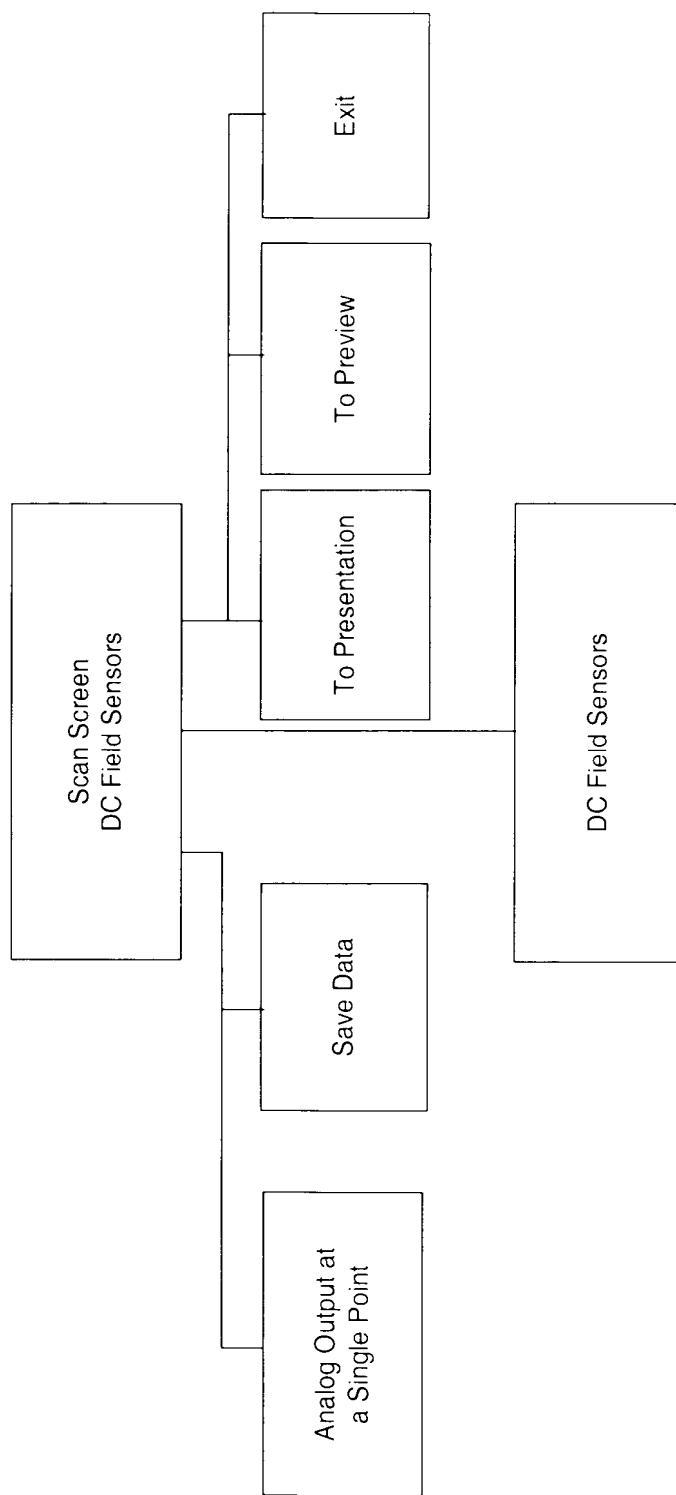 Scan Screen
DC Field Sensors
Analog Output at
a Single Point
Save Data
To Presentation
To Preview
Exit
DC Field Sensors